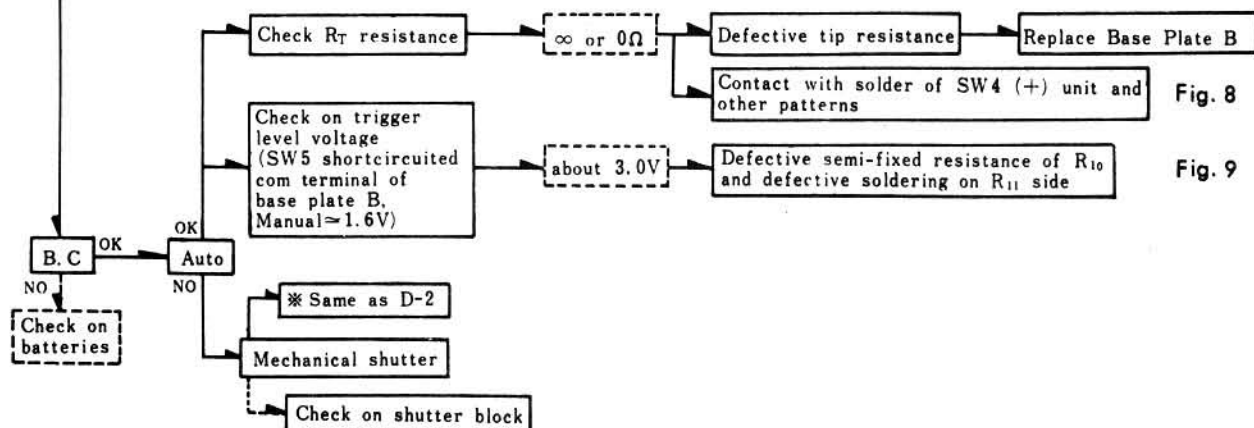 Check R_T resistance
∞ or 0Ω
Defective tip resistance
Replace Base Plate B
Contact with solder of SW4 (+) unit and
other patterns
Fig. 8
Check on trigger
level voltage
(SW5 shortcircuited
com terminal of
base plate B,
Manual≃1.6V)
about 3.0V
Defective semi-fixed resistance of R₁₀
and defective soldering on R₁₁ side
Fig. 9
B. C
OK
Auto
OK
NO
NO
Check on
batteries
※ Same as D-2
Mechanical shutter
Check on shutter block